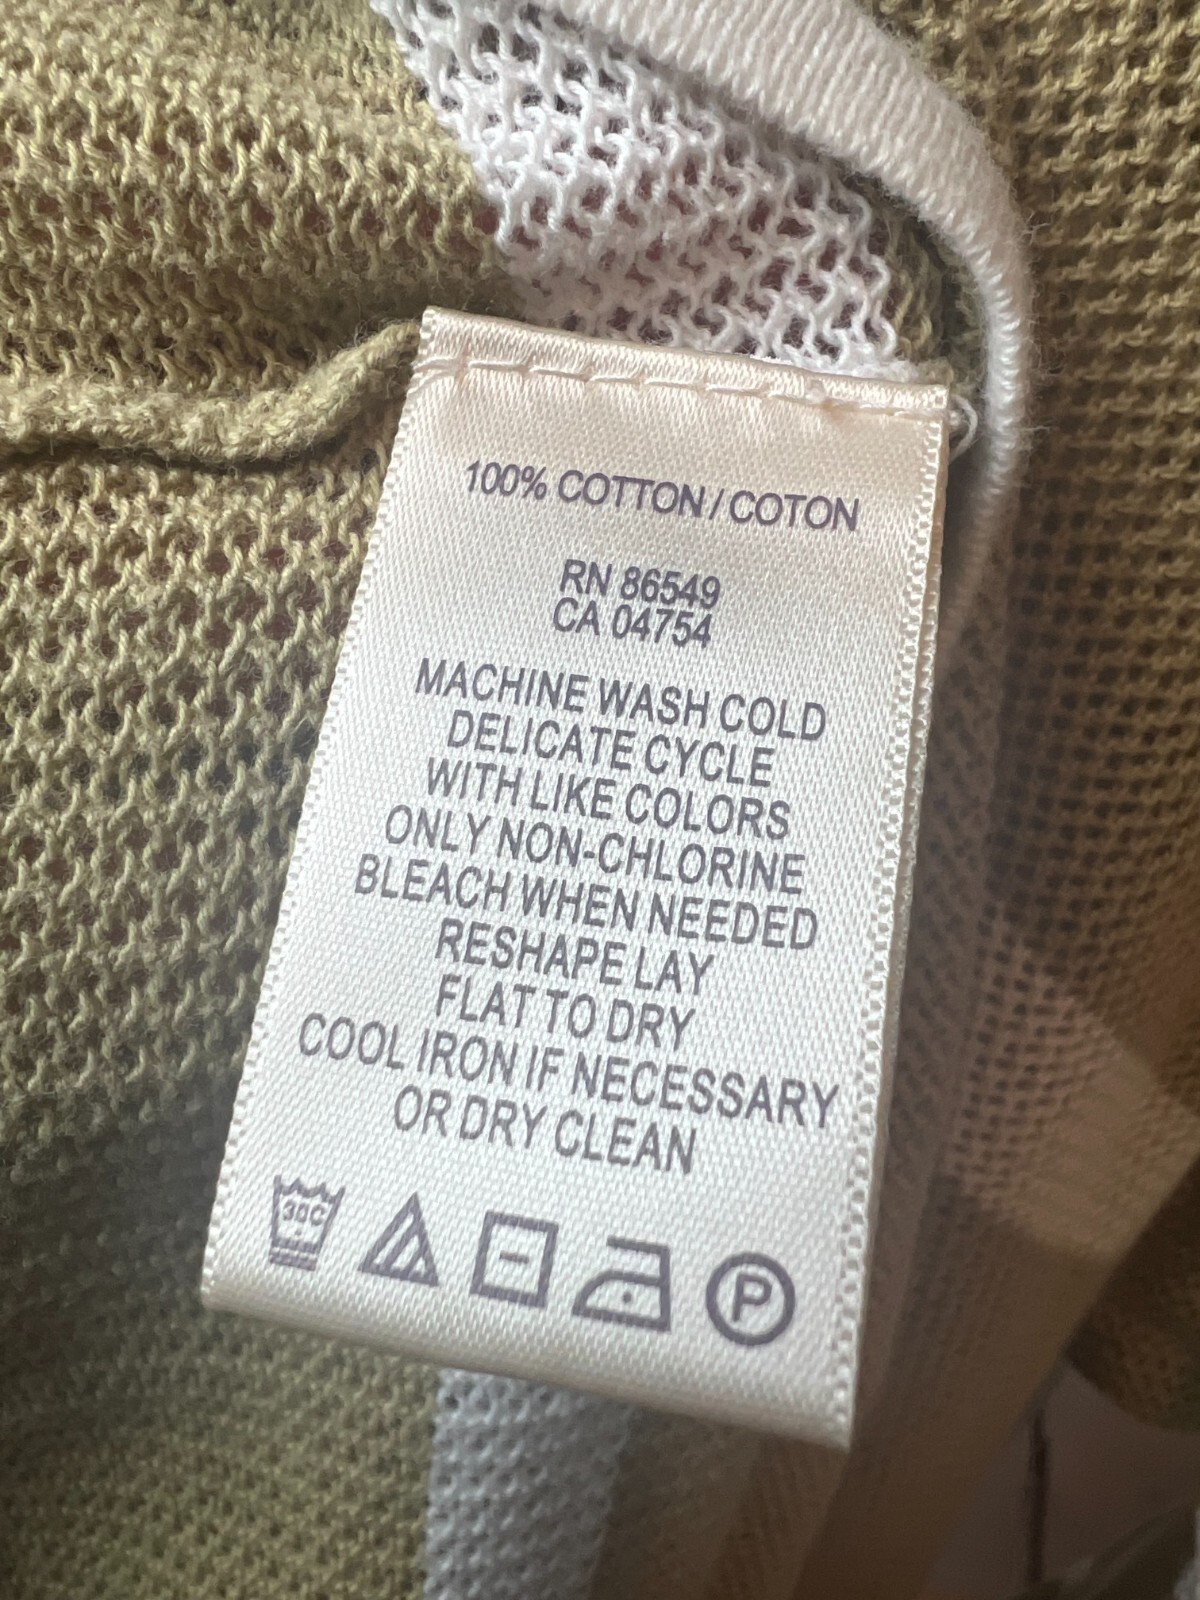 100% COTTON / COTON
RN 86549
CA 04754
MACHINE WASH COLD
DELICATE CYCLE
WITH LIKE COLORS
ONLY NON-CHLORINE
BLEACH WHEN NEEDED
RESHAPE LAY
FLAT TO DRY
COOL IRON IF NECESSARY
OR DRY CLEAN
30C P